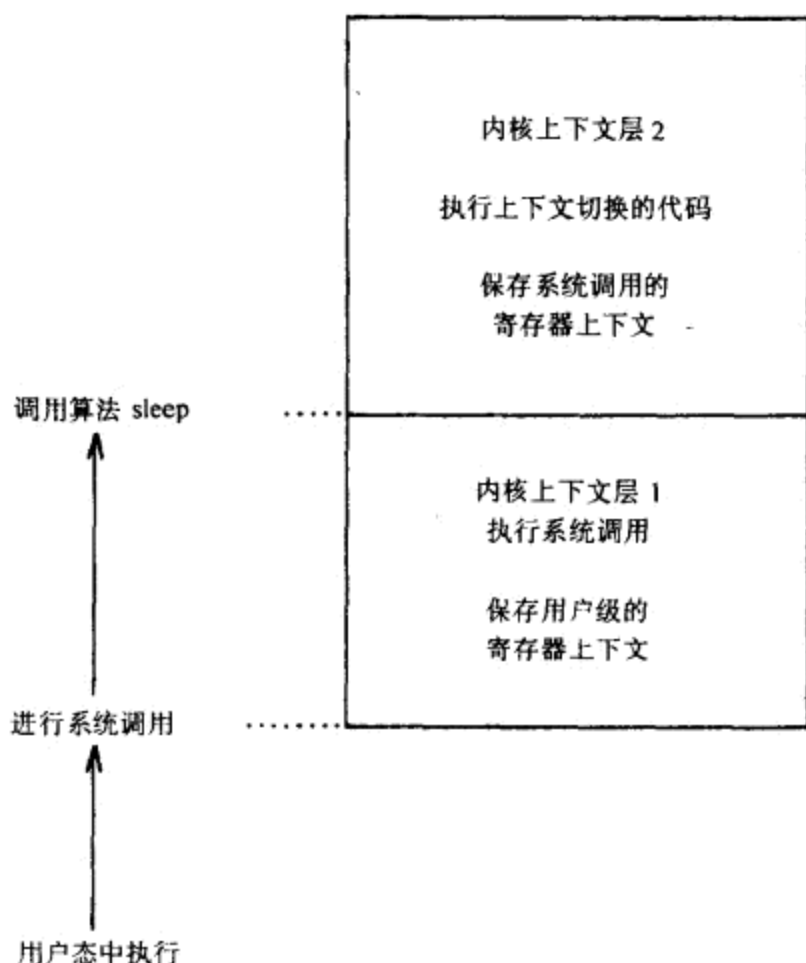 内核上下文层 2
执行上下文切换的代码
保存系统调用的
寄存器上下文
调用算法 sleep
内核上下文层 1
执行系统调用
保存用户级的
寄存器上下文
进行系统调用
用户态中执行